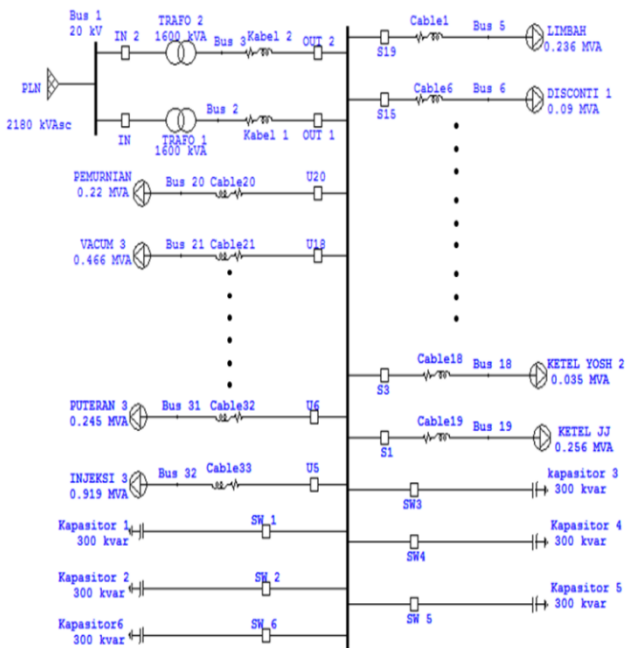 Bus 1
20 kV
IN 2
TRAFO 2
1600 kVA
Bus 3
Kabel 2
OUT 2
PLN
2180 kVAsc
IN
TRAFO 1
1600 kVA
Bus 2
Kabel 1
OUT 1
PEMURNIAN
0.22 MVA
Bus 20
Cable20
U20
VACUM 3
0.466 MVA
Bus 21
Cable21
U18
PUTERAN 3
0.245 MVA
Bus 31
Cable32
U6
INJEKSI 3
0.919 MVA
Bus 32
Cable33
U5
Kapasitor 1
300 kvar
SW 1
Kapasitor 2
300 kvar
SW 2
Kapasitor6
300 kvar
SW 6
S19
Cable1
Bus 5
LIMBAH
0.236 MVA
S15
Cable6
Bus 6
DISCONTI 1
0.09 MVA
S3
Cable18
Bus 18
KETEL YOSH 2
0.035 MVA
S1
Cable19
Bus 19
KETEL JJ
0.256 MVA
SW3
kapasitor 3
300 kvar
SW4
Kapasitor 4
300 kvar
SW 5
Kapasitor 5
300 kvar